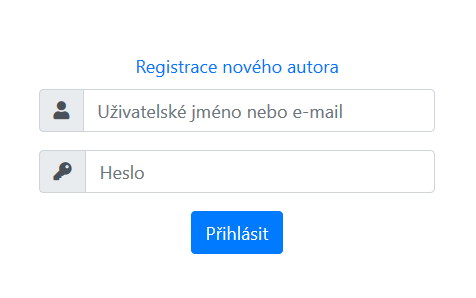 Registrace nového autora
Uživatelské jméno nebo e-mail
Heslo
Přihlásit